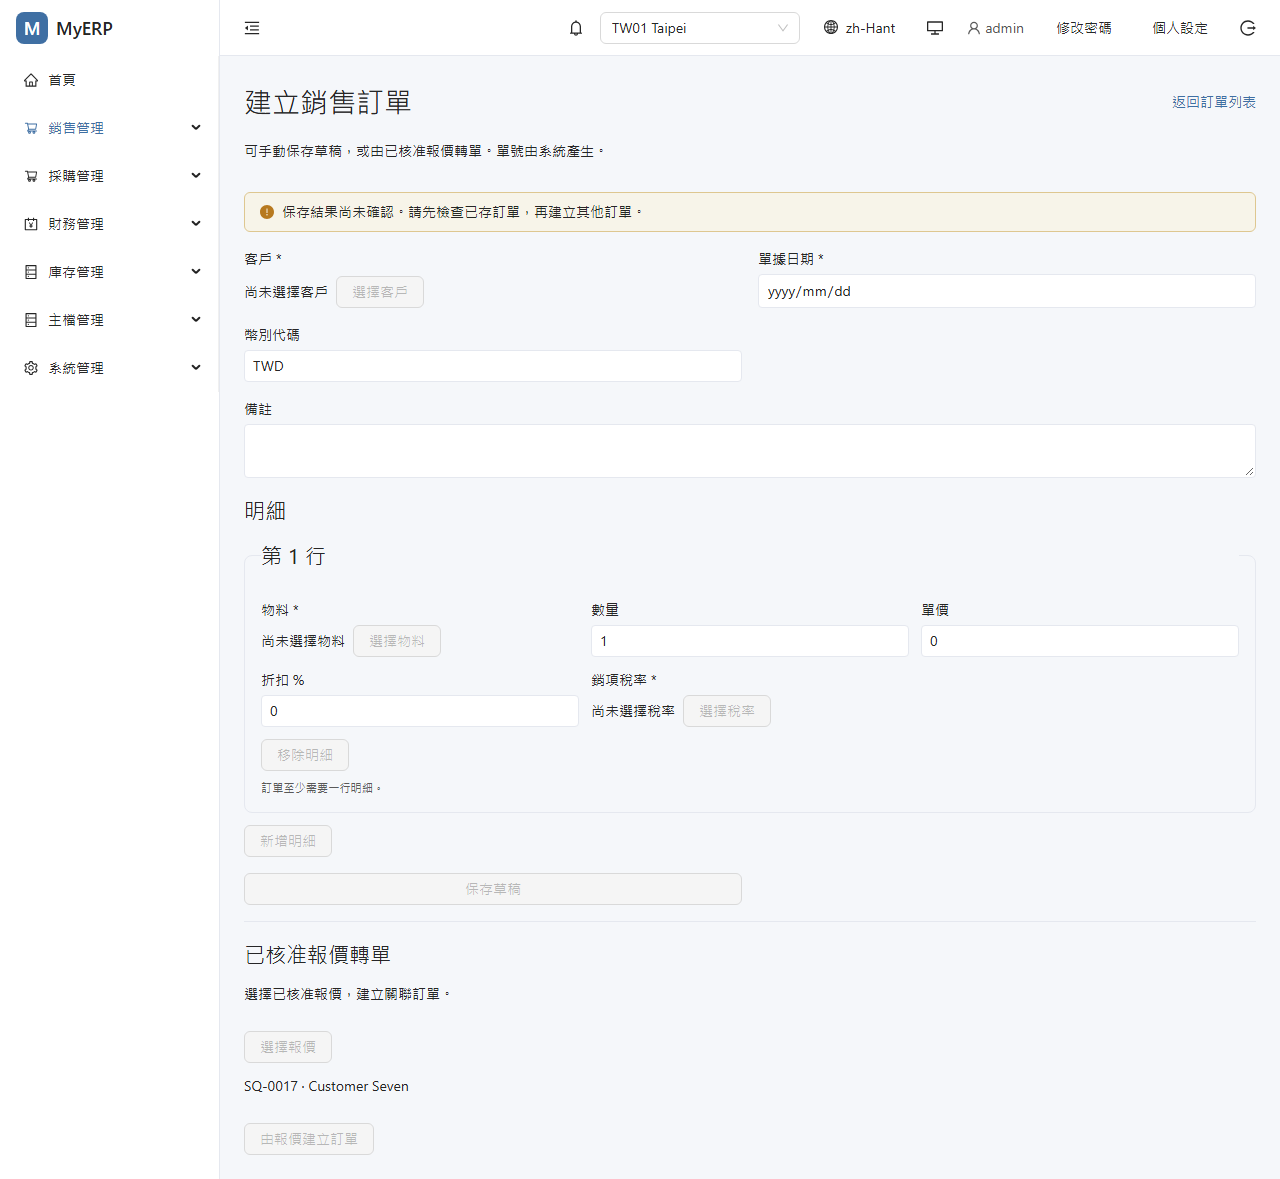 M MyERP
TW01 Taipei
zh-Hant
admin
修改密碼
個人設定
首頁
銷售管理
採購管理
財務管理
庫存管理
主檔管理
系統管理
建立銷售訂單
返回訂單列表
可手動保存草稿，或由已核准報價轉單。單號由系統產生。
保存結果尚未確認。請先檢查已存訂單，再建立其他訂單。
客戶 *
單據日期 *
尚未選擇客戶 選擇客戶
yyyy/mm/dd
幣別代碼
TWD
備註
明細
第 1 行
物料 *
數量
單價
尚未選擇物料 選擇物料
1
0
折扣 %
銷項稅率 *
0
尚未選擇稅率 選擇稅率
移除明細
訂單至少需要一行明細。
新增明細
保存草稿
已核准報價轉單
選擇已核准報價，建立關聯訂單。
選擇報價
SQ-0017 · Customer Seven
由報價建立訂單